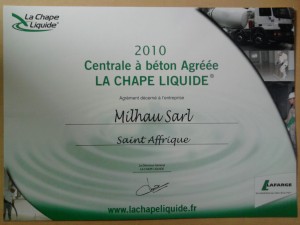 La Chape
Liquide®
2010
Centrale à béton Agréée
LA CHAPE LIQUIDE®
Agrément décerné à l'entreprise
Milhau Sarl
Saint Affrique
LAFARGE
www.lachapeliquide.fr